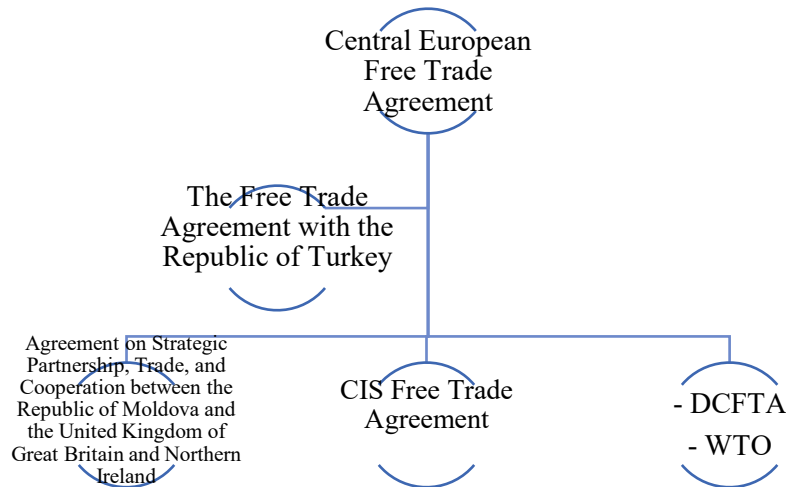 Central European
Free Trade
Agreement
The Free Trade
Agreement with the
Republic of Turkey
Agreement on Strategic
Partnership, Trade, and
Cooperation between the
Republic of Moldova and
the United Kingdom of
Great Britain and Northern
Ireland
CIS Free Trade
Agreement
- DCFTA
- WTO